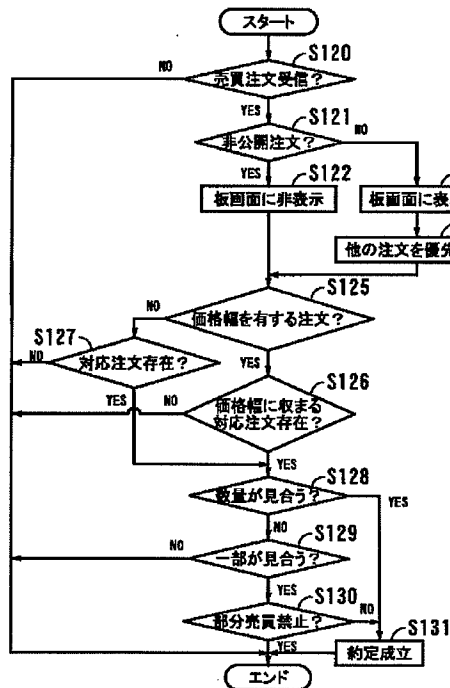 スタート
S120
NO
売買注文受信?
YES
S121
非公開注文?
NO
YES
S122
板画面に非表示
板画面に表
他の注文を優先
S125
NO
価格幅を有する注文?
S127
YES
NO
対応注文存在?
S126
YES
NO
価格幅に収まる
対応注文存在?
YES
S128
数量が見合う?
YES
NO
S129
NO
一部が見合う?
YES
S130
部分売買禁止?
NO
S131
YES
約定成立
エンド